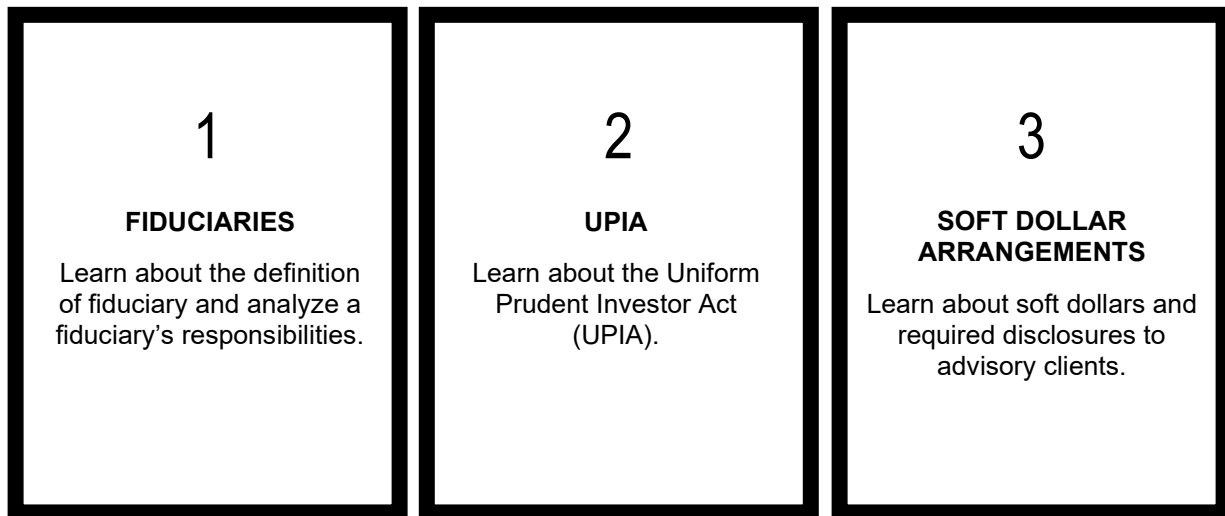 1
FIDUCIARIES
Learn about the definition
of fiduciary and analyze a
fiduciary’s responsibilities.
2
UPIA
Learn about the Uniform
Prudent Investor Act
(UPIA).
3
SOFT DOLLAR
ARRANGEMENTS
Learn about soft dollars and
required disclosures to
advisory clients.